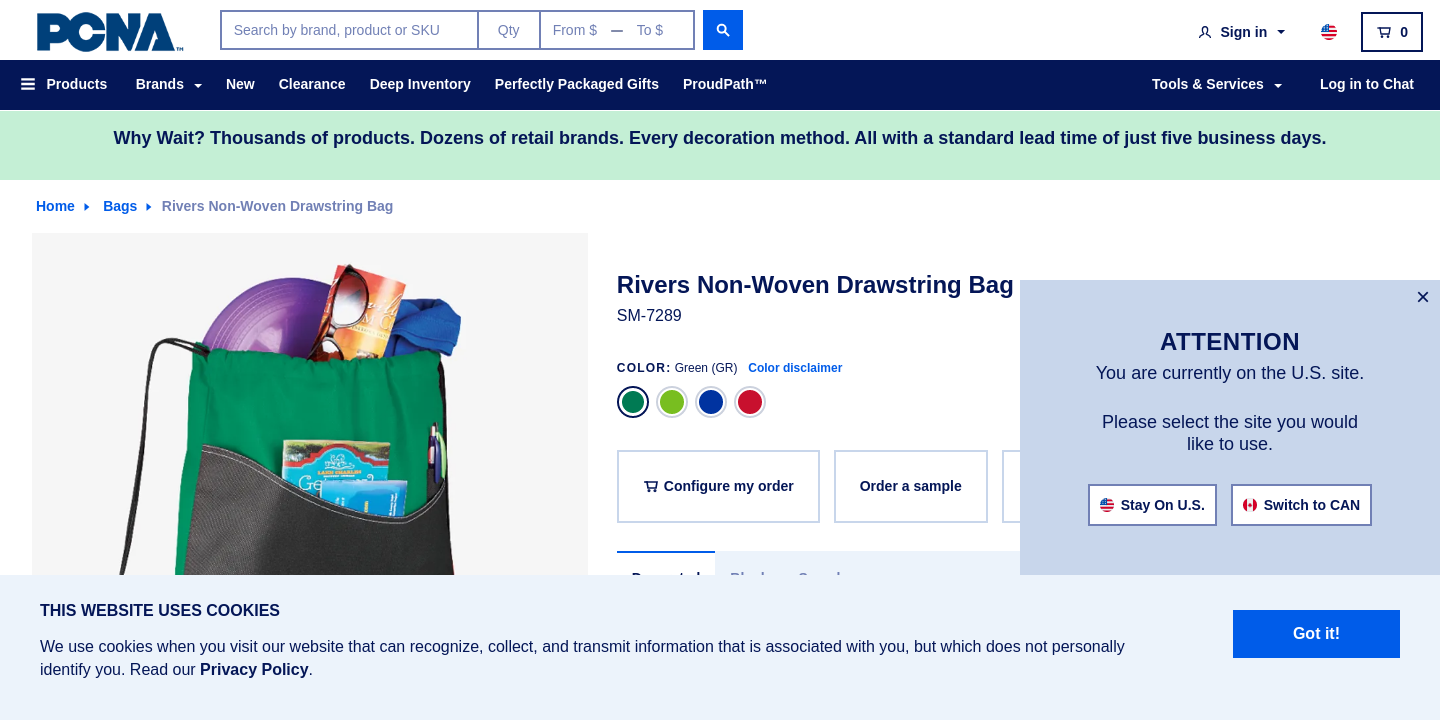 PCNA™
Search by brand, product or SKU
Qty
From $ — To $
Sign in
0
Products
Brands
New
Clearance
Deep Inventory
Perfectly Packaged Gifts
ProudPath™
Tools & Services
Log in to Chat
Why Wait? Thousands of products. Dozens of retail brands. Every decoration method. All with a standard lead time of just five business days.
Home
Bags
Rivers Non-Woven Drawstring Bag
Rivers Non-Woven Drawstring Bag
SM-7289
COLOR: Green (GR) Color disclaimer
Configure my order
Order a sample
×
ATTENTION
You are currently on the U.S. site.
Please select the site you would
like to use.
Stay On U.S.
Switch to CAN
LAKE CHARLES
THIS WEBSITE USES COOKIES
We use cookies when you visit our website that can recognize, collect, and transmit information that is associated with you, but which does not personally
identify you. Read our Privacy Policy.
Got it!